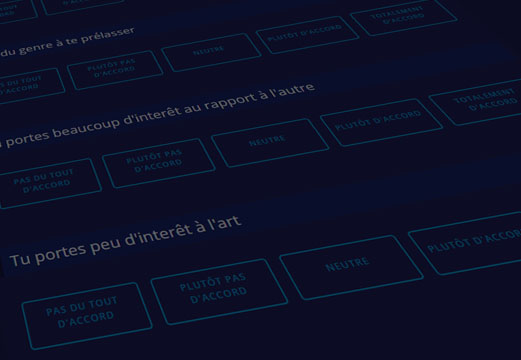 TOUT
D'ACCORD
du genre à te prélasser
PAS DU TOUT
D'ACCORD
PLUTÔT PAS
D'ACCORD
NEUTRE
PLUTÔT D'ACCORD
TOTALEMENT
D'ACCORD
portes beaucoup d'interêt au rapport à l'autre
PAS DU TOUT
D'ACCORD
PLUTÔT PAS
D'ACCORD
NEUTRE
PLUTÔT D'ACCORD
TOTALEMENT
D'ACCORD
Tu portes peu d'interêt à l'art
PAS DU TOUT
D'ACCORD
PLUTÔT PAS
D'ACCORD
NEUTRE
PLUTÔT D'ACCOR